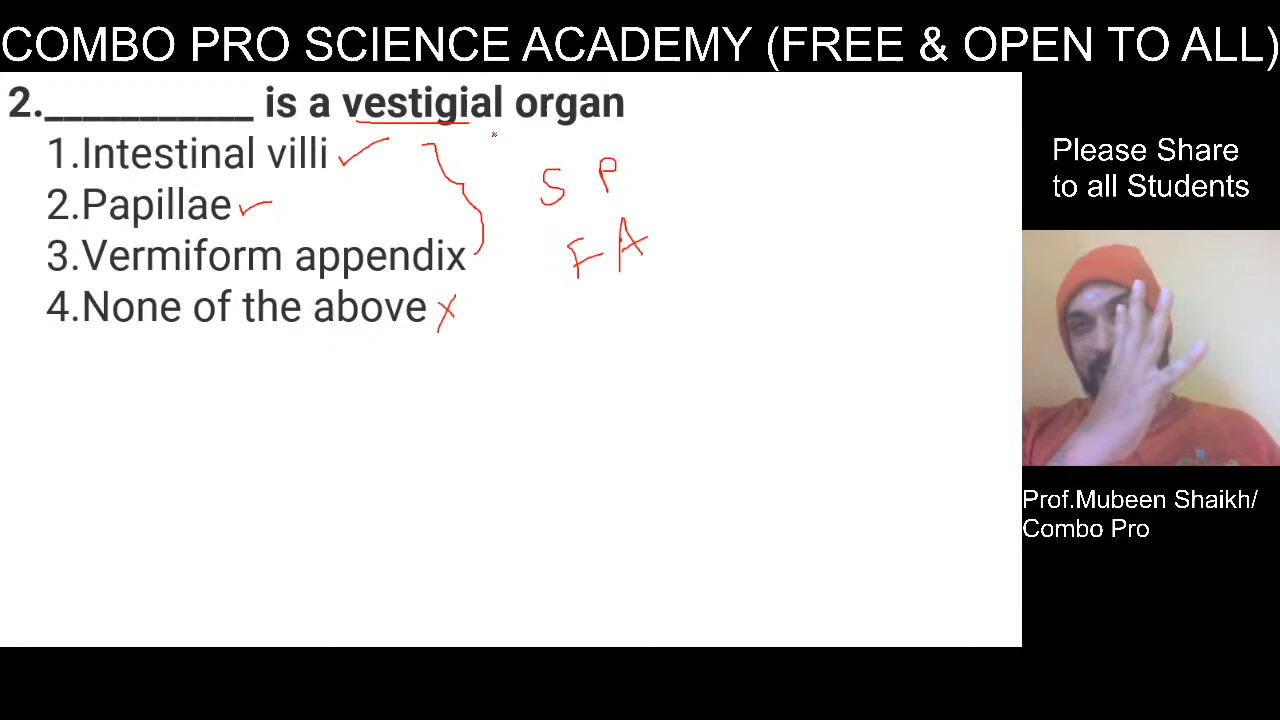 COMBO PRO SCIENCE ACADEMY (FREE & OPEN TO ALL)
2.___________ is a vestigial organ
1.Intestinal villi
2.Papillae
3.Vermiform appendix
4.None of the above
S P
F A
Please Share
to all Students
Prof.Mubeen Shaikh/
Combo Pro